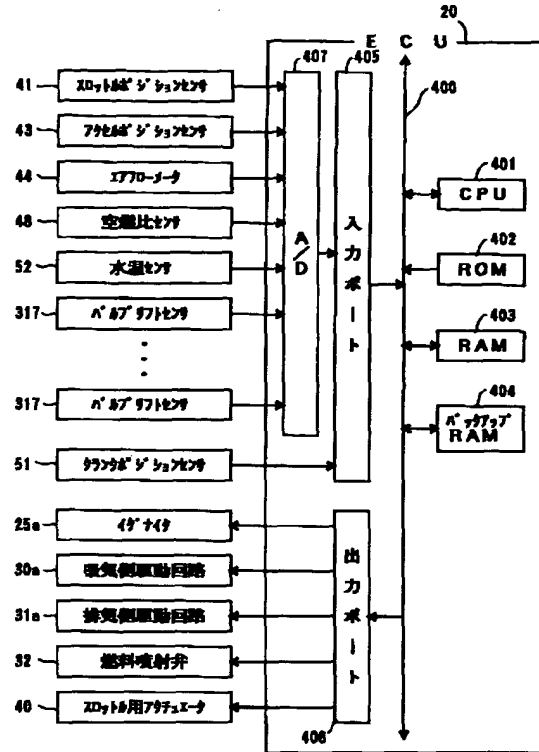 20
E C U
407 405
400
41 スロットルポジションセンサ
43 アクセルポジションセンサ
44 エアフローメータ
48 空燃比センサ
52 水温センサ
317 バルブリフトセンサ
317 バルブリフトセンサ
51 クランクポジションセンサ
A/D
入力ポート
401
CPU
402
ROM
403
RAM
404
バックアップ
RAM
25a イグナイタ
30a 吸気側駆動回路
31a 排気側駆動回路
32 燃料噴射弁
40 スロットル用アクチュエータ
出力ポート
406